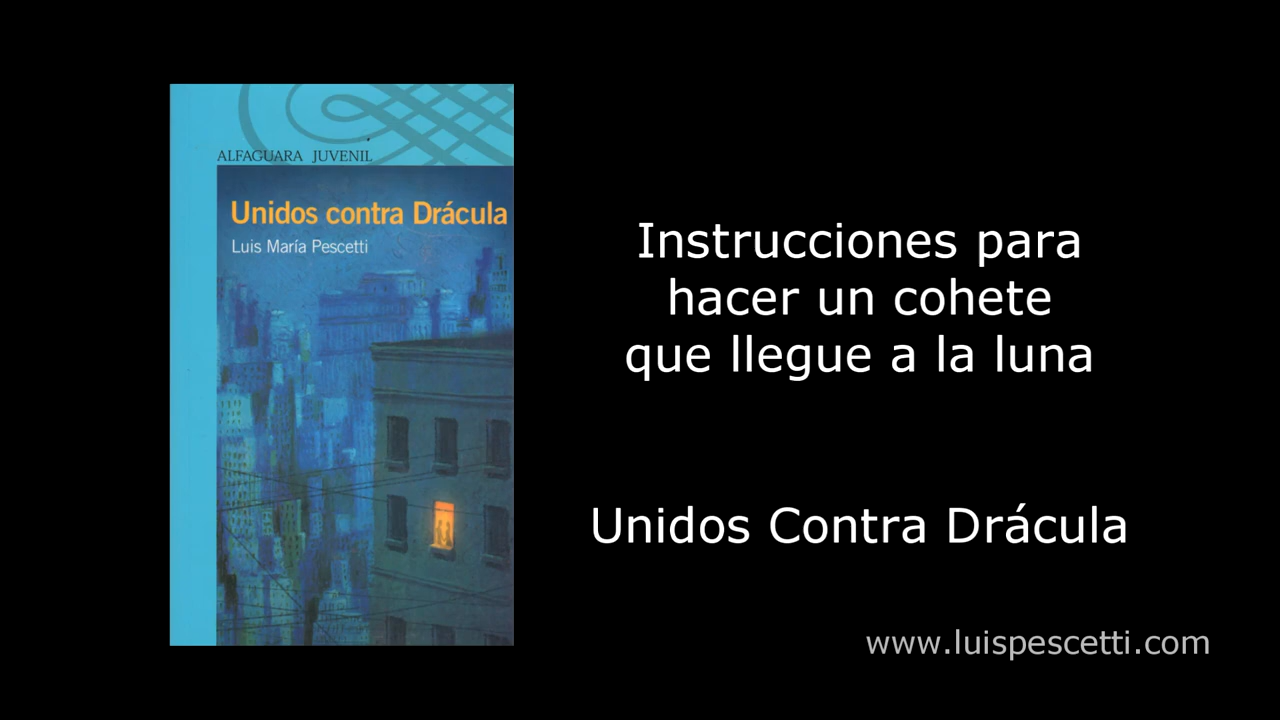 ALFAGUARA JUVENIL
Unidos contra Drácula
Luis María Pescetti
Instrucciones para
hacer un cohete
que llegue a la luna
Unidos Contra Drácula
www.luispescetti.com